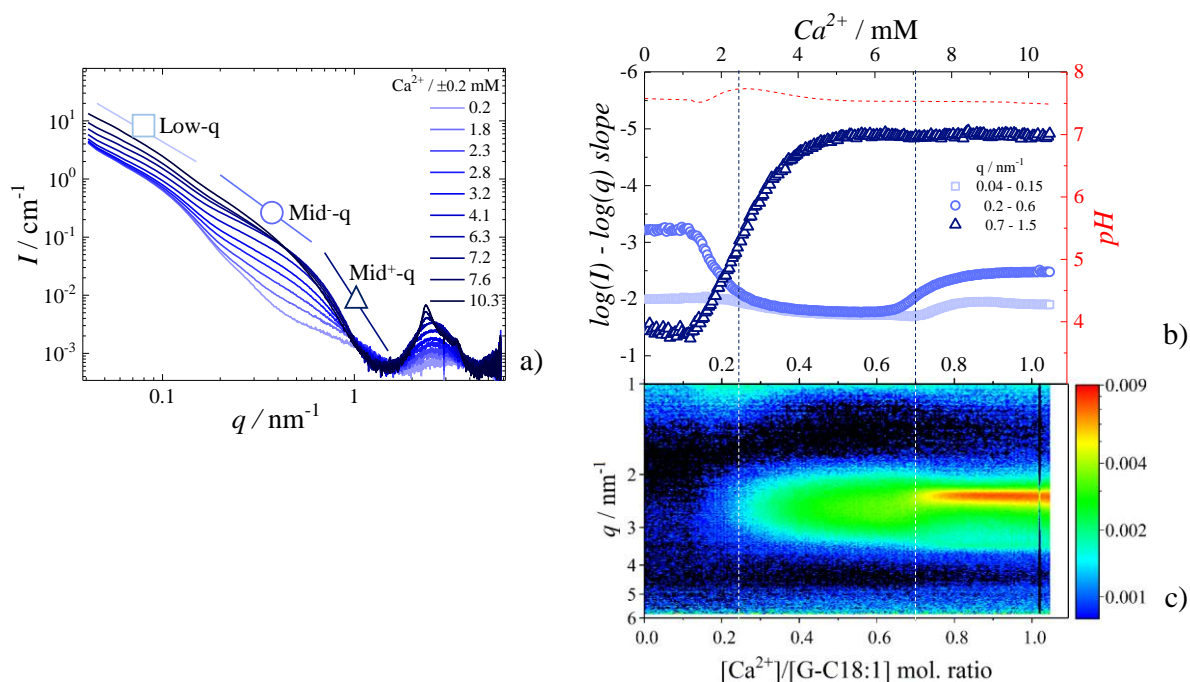 I / cm⁻¹
10¹
10⁰
10⁻¹
10⁻²
10⁻³
0.1
1
q / nm⁻¹
Low-q
Mid⁻-q
Mid⁺-q
Ca²⁺ / ±0.2 mM
0.2
1.8
2.3
2.8
3.2
4.1
6.3
7.2
7.6
10.3
a)
Ca²⁺ / mM
0 2 4 6 8 10
log(I) - log(q) slope
-6
-5
-4
-3
-2
-1
pH
8
7
6
5
4
q / nm⁻¹
0.04 - 0.15
0.2 - 0.6
0.7 - 1.5
0.2 0.4 0.6 0.8 1.0
b)
q / nm⁻¹
1
2
3
4
5
6
0.009
0.004
0.002
0.001
c)
0.0 0.2 0.4 0.6 0.8 1.0
[Ca²⁺]/[G-C18:1] mol. ratio